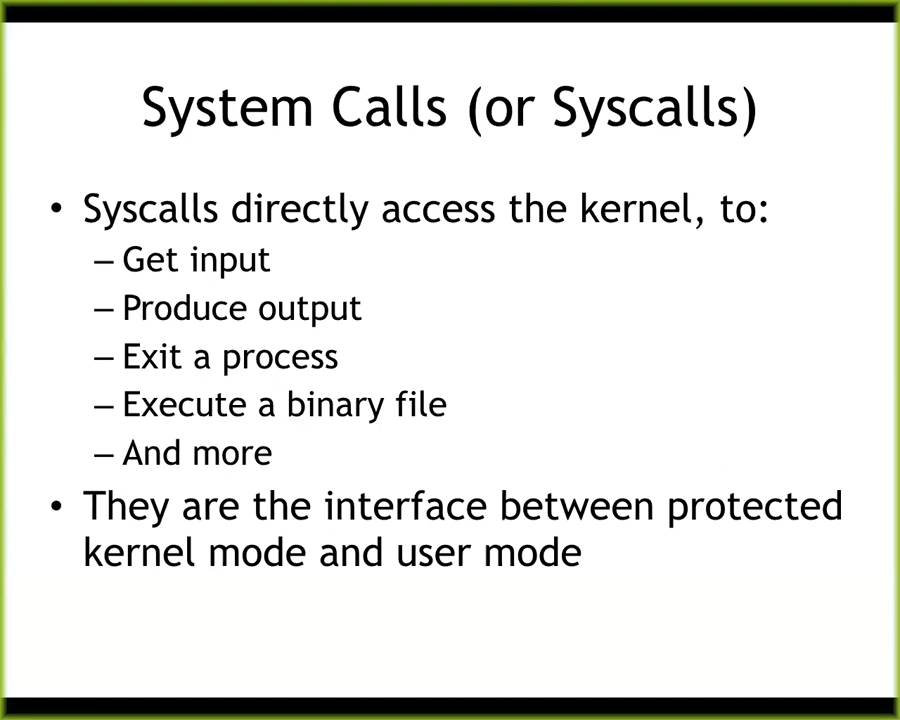 System Calls (or Syscalls)
• Syscalls directly access the kernel, to:
– Get input
– Produce output
– Exit a process
– Execute a binary file
– And more
• They are the interface between protected
kernel mode and user mode